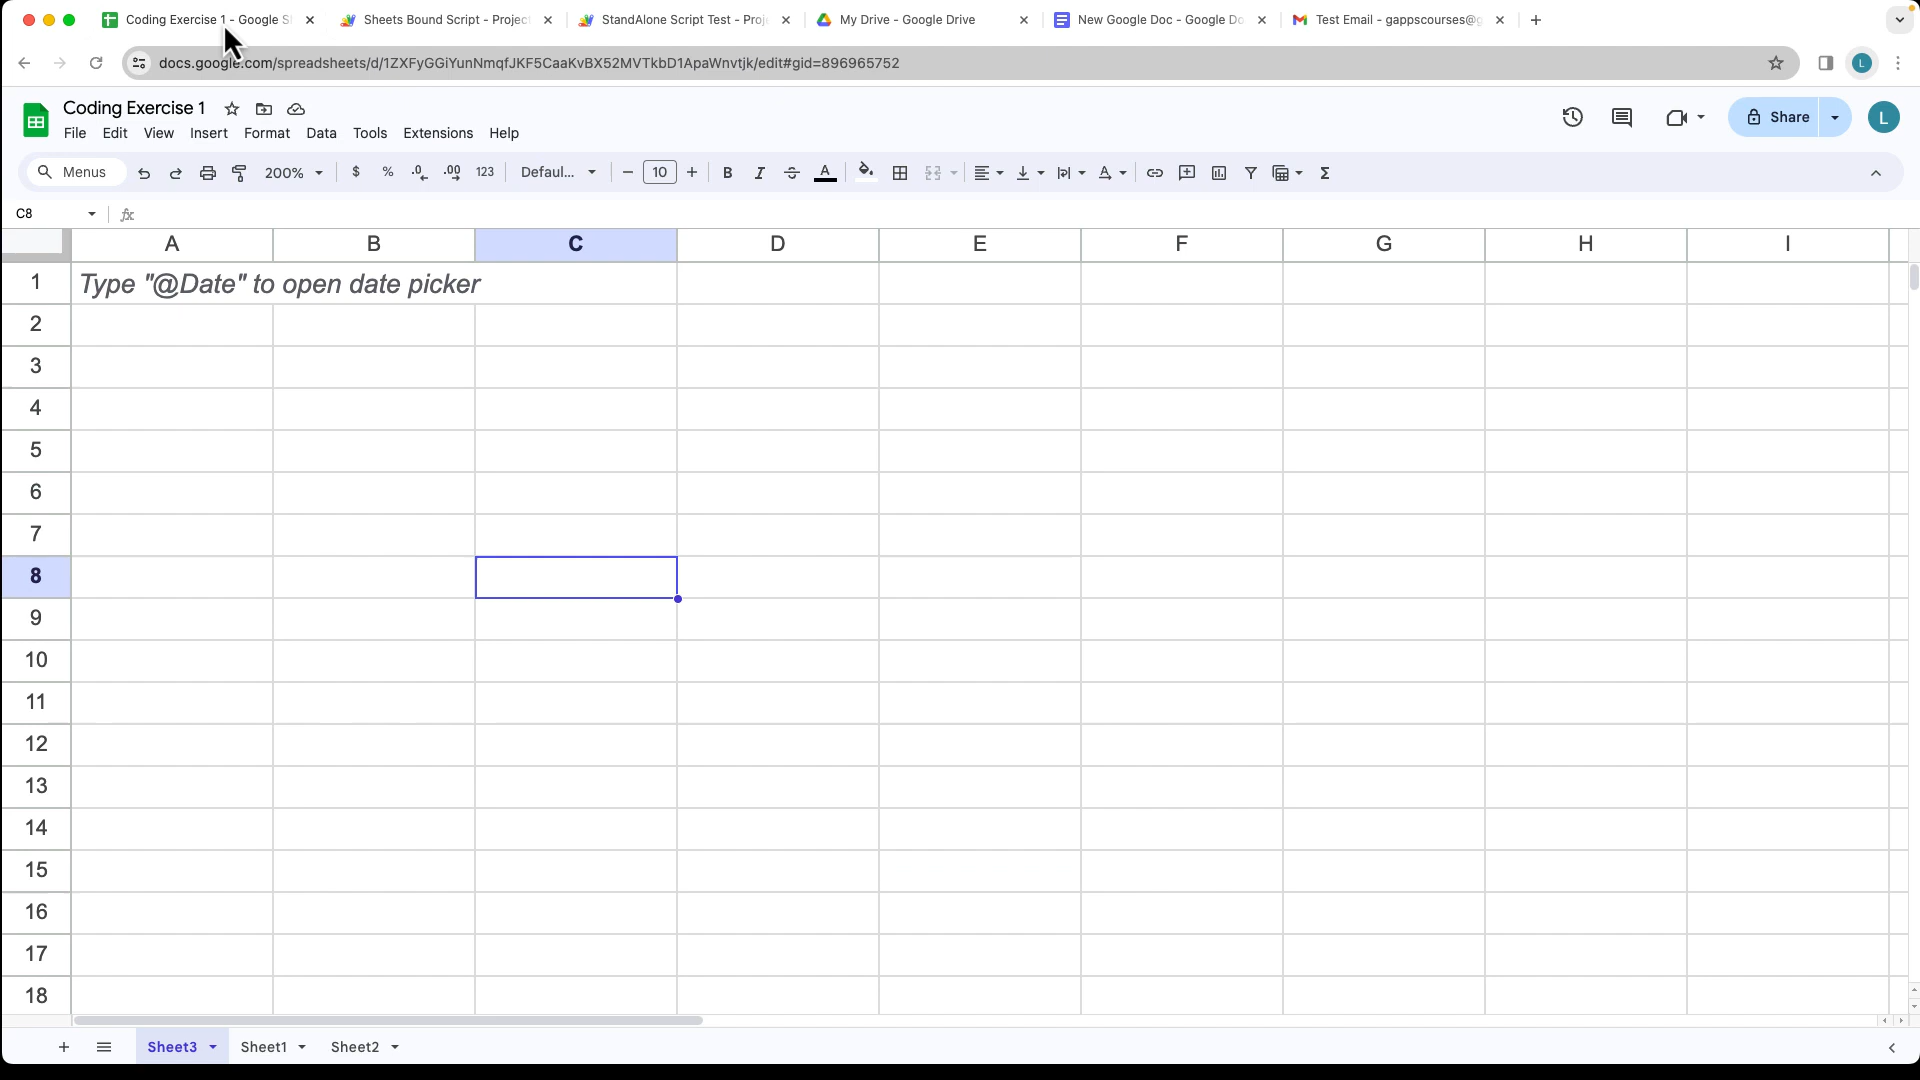 Coding Exercise 1 - Google S
Sheets Bound Script - Project
StandAlone Script Test - Proje
My Drive - Google Drive
New Google Doc - Google Do
Test Email - gappscourses@g
docs.google.com/spreadsheets/d/1ZXFyGGiYunNmqfJKF5CaaKvBX52MVTkbD1ApaWnvtjk/edit#gid=896965752
L
Coding Exercise 1
File Edit View Insert Format Data Tools Extensions Help
Share
L
Menus
200%
$ % .0 .00 123
Defaul...
10
B I S A
C8
fx
A B C D E F G H I
1 Type "@Date" to open date picker
2
3
4
5
6
7
8
9
10
11
12
13
14
15
16
17
18
Sheet3 Sheet1 Sheet2